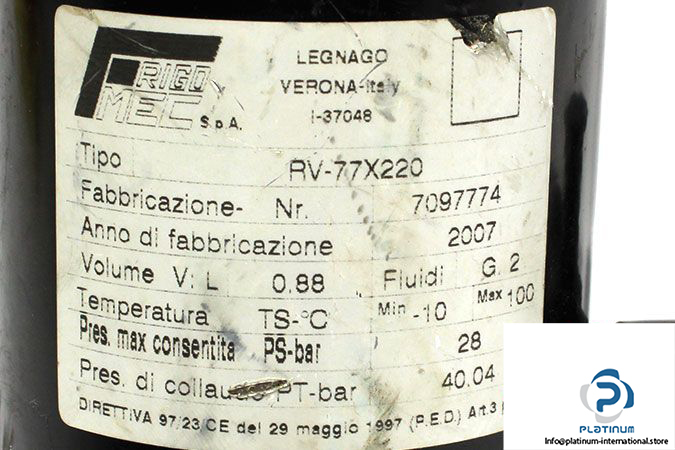 FRIGO
MEC S.p.A.
LEGNAGO
VERONA-Italy
I-37048
Tipo RV-77X220
Fabbricazione- Nr. 7097774
Anno di fabbricazione 2007
Volume V: L 0.88 Fluidi G. 2
Temperatura TS-°C Min -10 Max 100
Pres. max consentita PS-bar 28
Pres. di collaudo PT-bar 40.04
DIRETTIVA 97/23/CE del 29 maggio 1997 (P.E.D.) Art.3
PLATINUM
Info@platinum-international.store